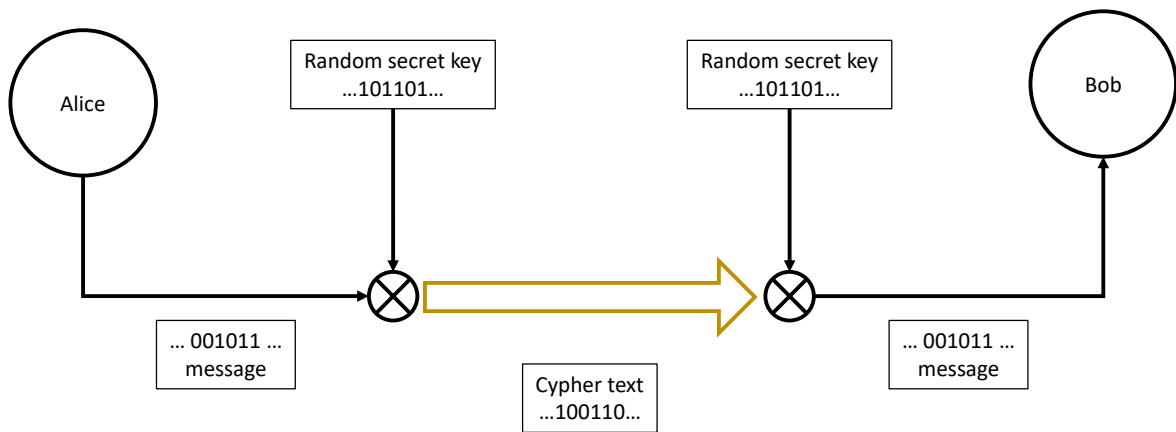 Alice
Random secret key
…101101…
Random secret key
…101101…
Bob
… 001011 …
message
Cypher text
…100110…
… 001011 …
message